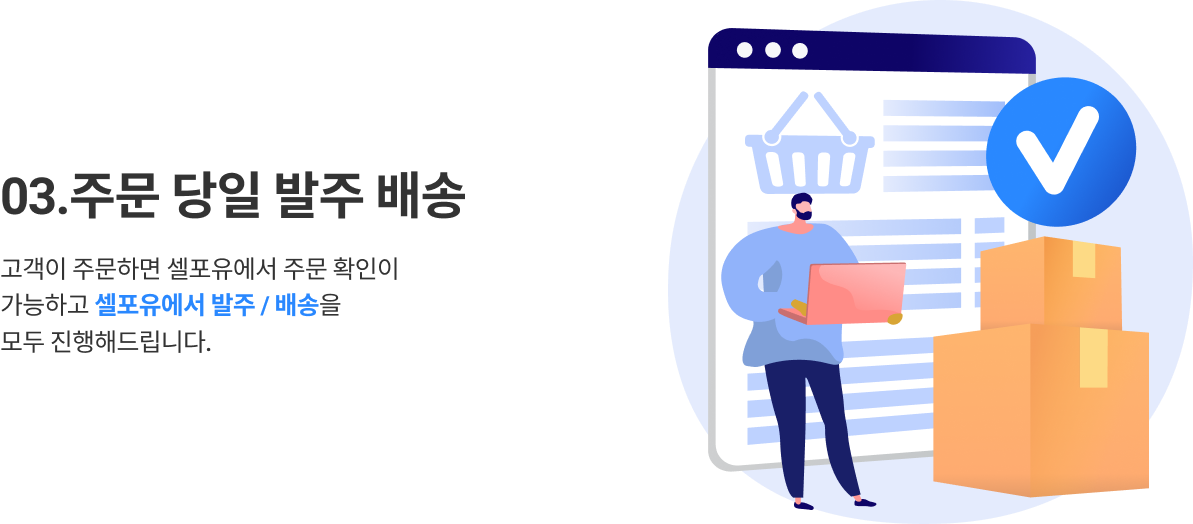 03.주문 당일 발주 배송
고객이 주문하면 셀포유에서 주문 확인이
가능하고 셀포유에서 발주 / 배송을
모두 진행해드립니다.